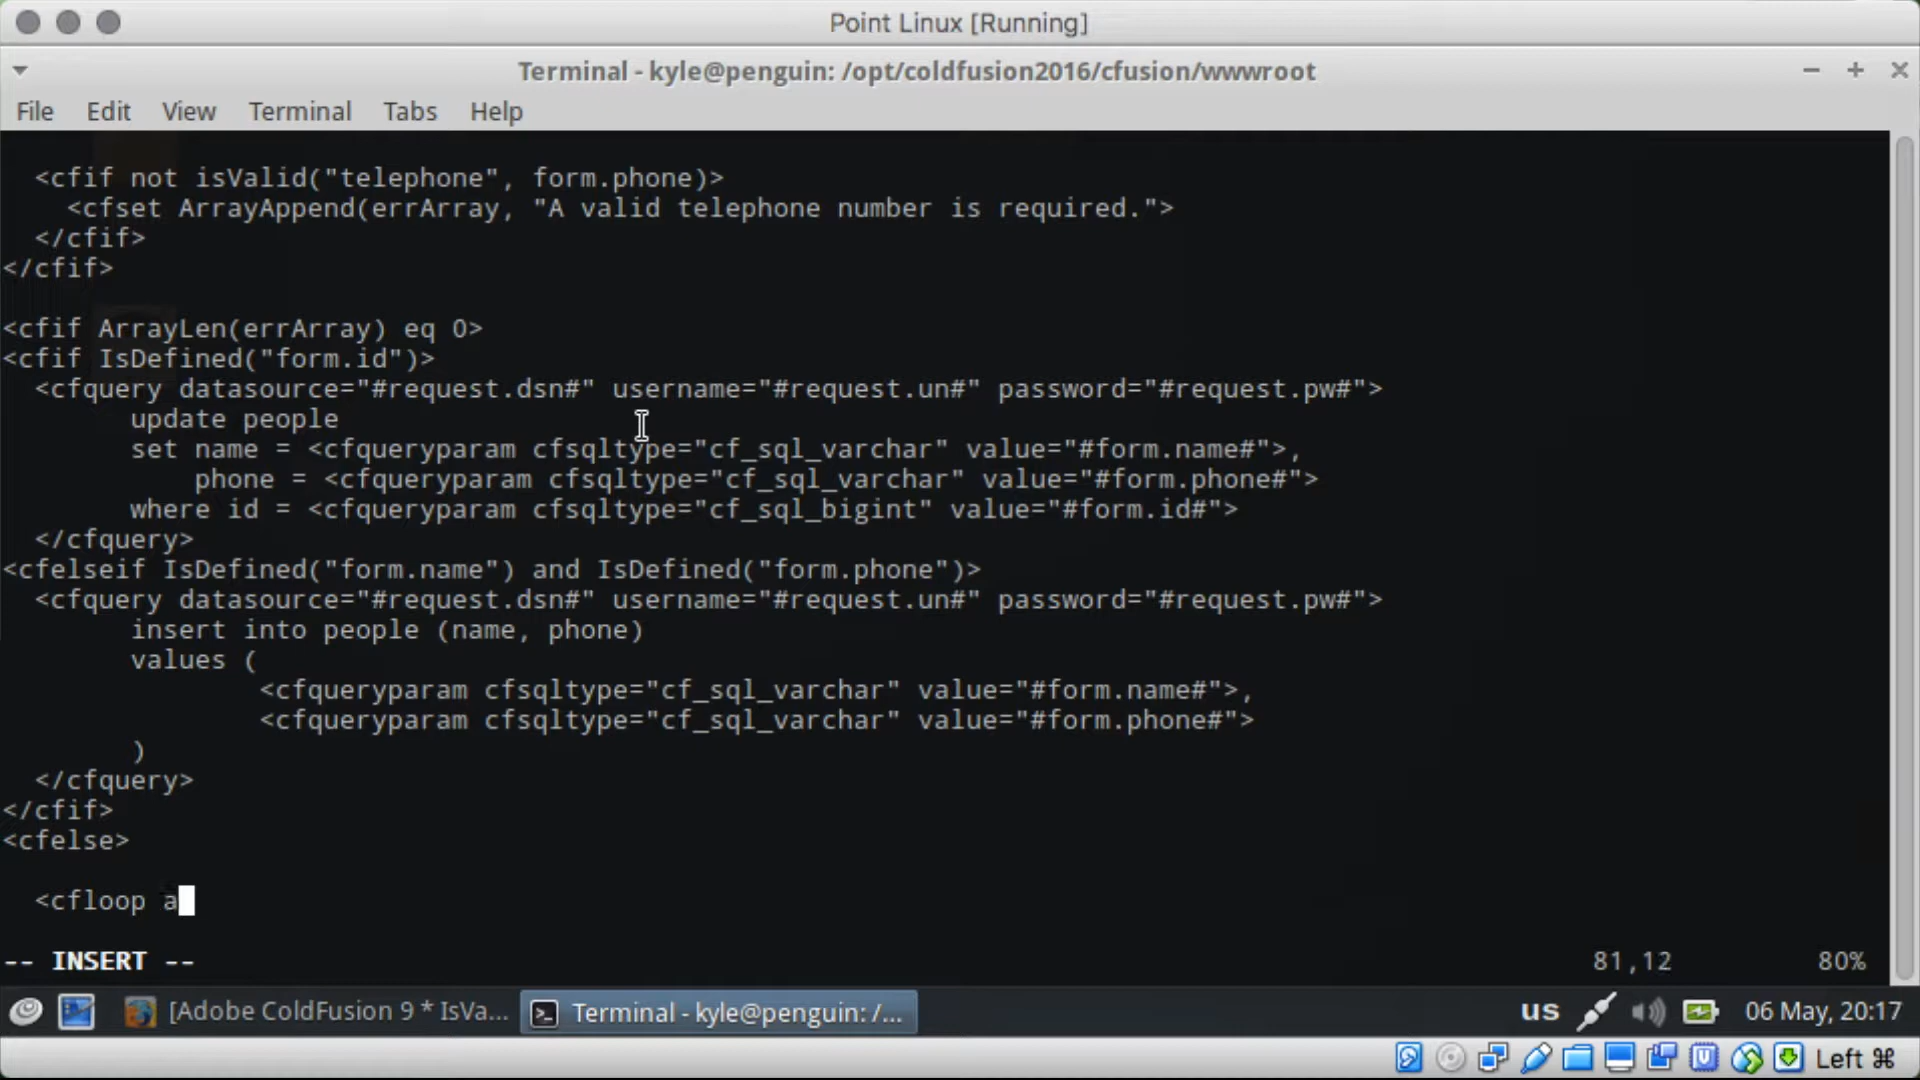 Point Linux [Running]
Terminal - kyle@penguin: /opt/coldfusion2016/cfusion/wwwroot
File Edit View Terminal Tabs Help
<cfif not isValid("telephone", form.phone)>
<cfset ArrayAppend(errArray, "A valid telephone number is required.">
</cfif>
</cfif>
<cfif ArrayLen(errArray) eq 0>
<cfif IsDefined("form.id")>
<cfquery datasource="#request.dsn#" username="#request.un#" password="#request.pw#">
update people
set name = <cfqueryparam cfsqltype="cf_sql_varchar" value="#form.name#">,
phone = <cfqueryparam cfsqltype="cf_sql_varchar" value="#form.phone#">
where id = <cfqueryparam cfsqltype="cf_sql_bigint" value="#form.id#">
</cfquery>
<cfelseif IsDefined("form.name") and IsDefined("form.phone")>
<cfquery datasource="#request.dsn#" username="#request.un#" password="#request.pw#">
insert into people (name, phone)
values (
<cfqueryparam cfsqltype="cf_sql_varchar" value="#form.name#">,
<cfqueryparam cfsqltype="cf_sql_varchar" value="#form.phone#">
)
</cfquery>
</cfif>
<cfelse>
<cfloop a
-- INSERT -- 81,12 80%
[Adobe ColdFusion 9 * IsVa... Terminal - kyle@penguin: /... us 06 May, 20:17
Left ⌘